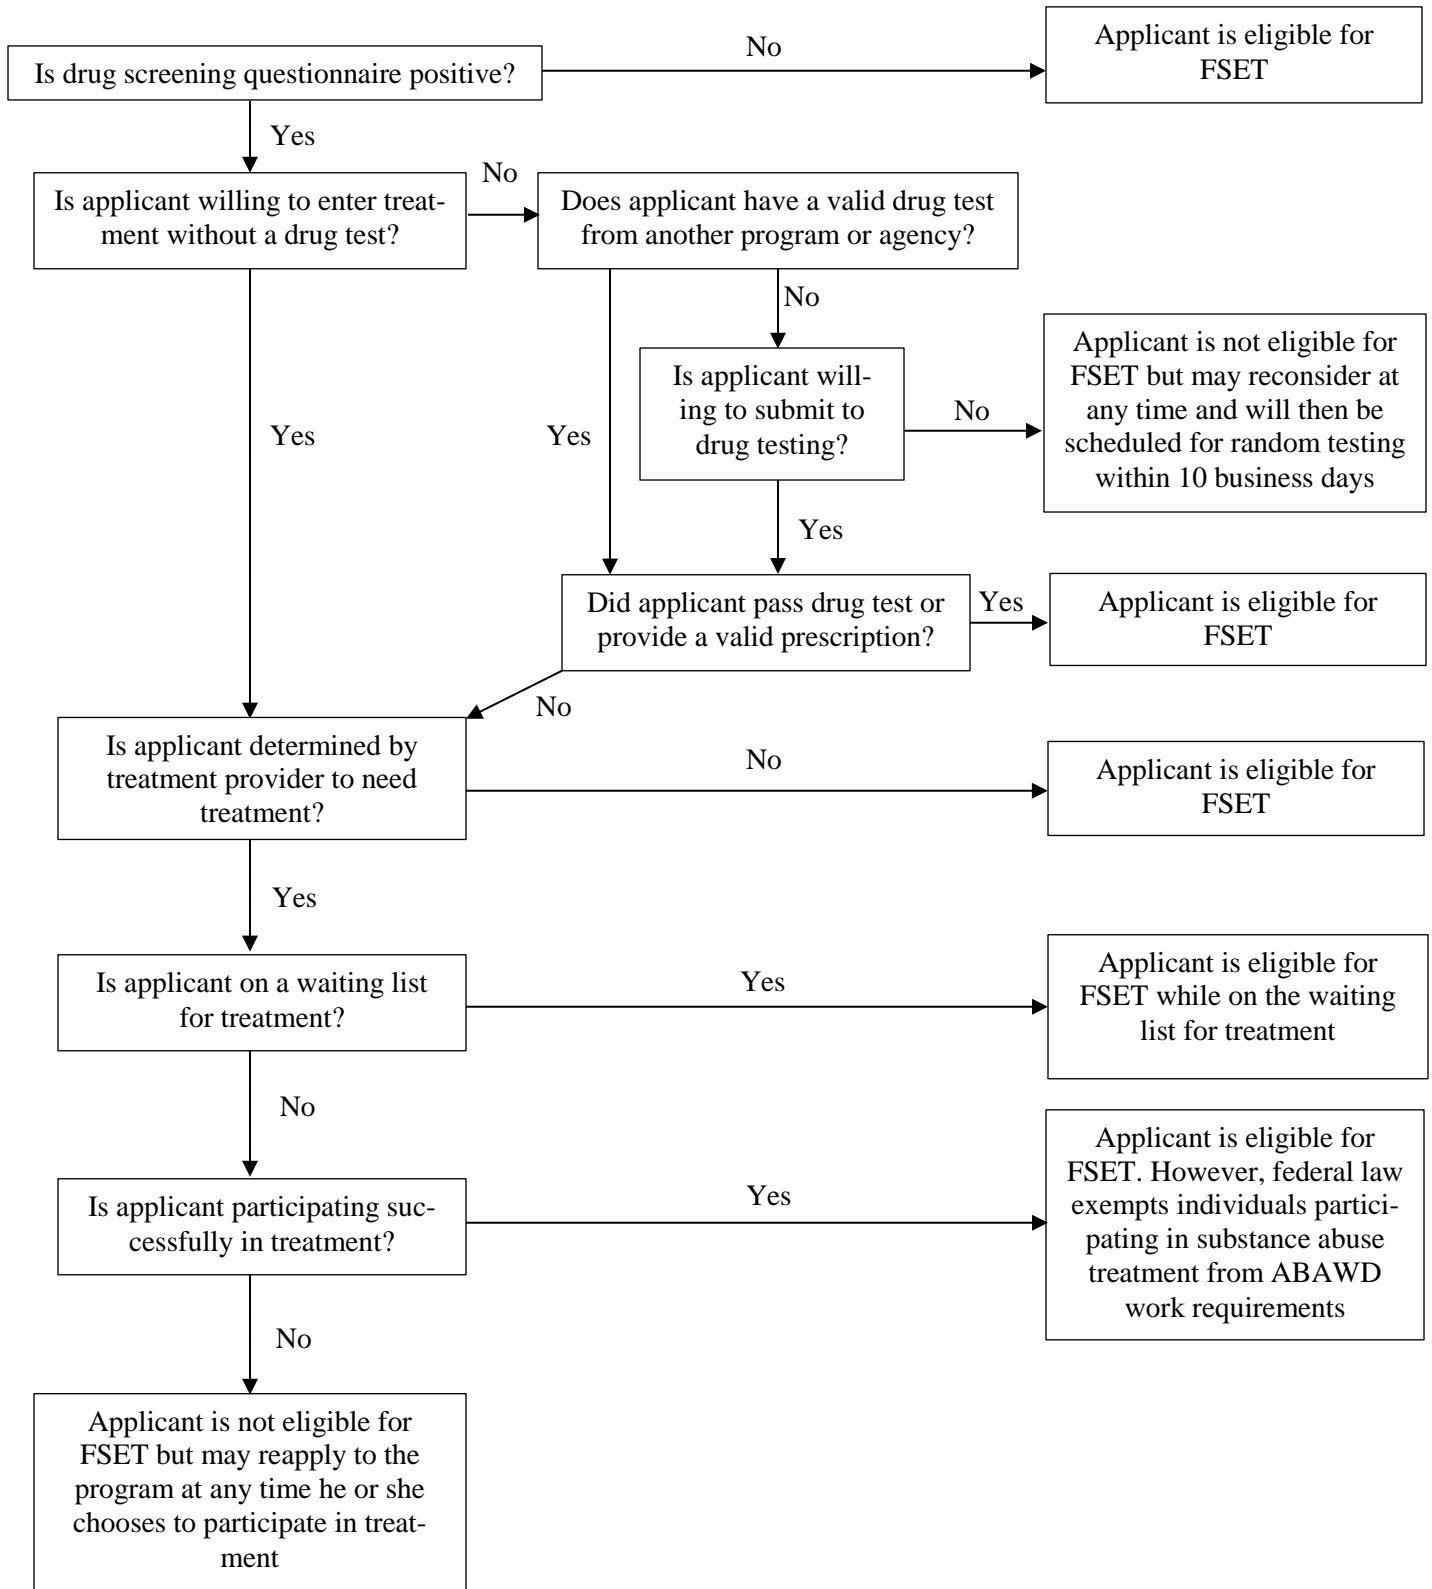 Is drug screening questionnaire positive?
No
Applicant is eligible for
FSET
Yes
Is applicant willing to enter treat-
ment without a drug test?
No
Does applicant have a valid drug test
from another program or agency?
No
Yes
Yes
Is applicant will-
ing to submit to
drug testing?
No
Applicant is not eligible for
FSET but may reconsider at
any time and will then be
scheduled for random testing
within 10 business days
Yes
Did applicant pass drug test or
provide a valid prescription?
Yes
Applicant is eligible for
FSET
No
Is applicant determined by
treatment provider to need
treatment?
No
Applicant is eligible for
FSET
Yes
Is applicant on a waiting list
for treatment?
Yes
Applicant is eligible for
FSET while on the waiting
list for treatment
No
Is applicant participating suc-
cessfully in treatment?
Yes
Applicant is eligible for
FSET. However, federal law
exempts individuals partici-
pating in substance abuse
treatment from ABAWD
work requirements
No
Applicant is not eligible for
FSET but may reapply to the
program at any time he or she
chooses to participate in treat-
ment